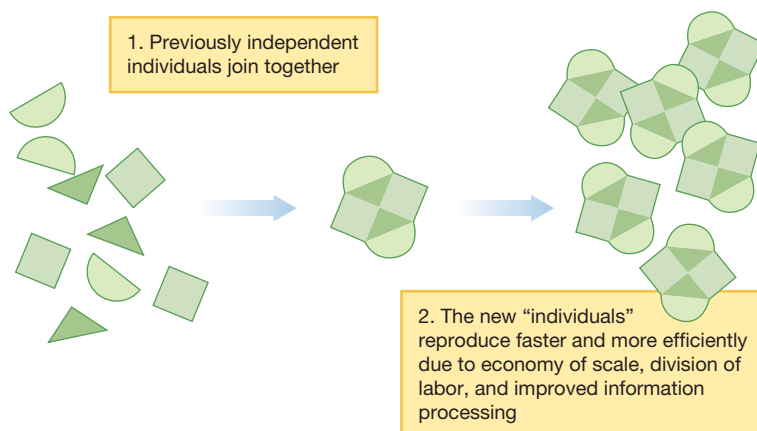 1. Previously independent
individuals join together
2. The new “individuals”
reproduce faster and more efficiently
due to economy of scale, division of
labor, and improved information
processing